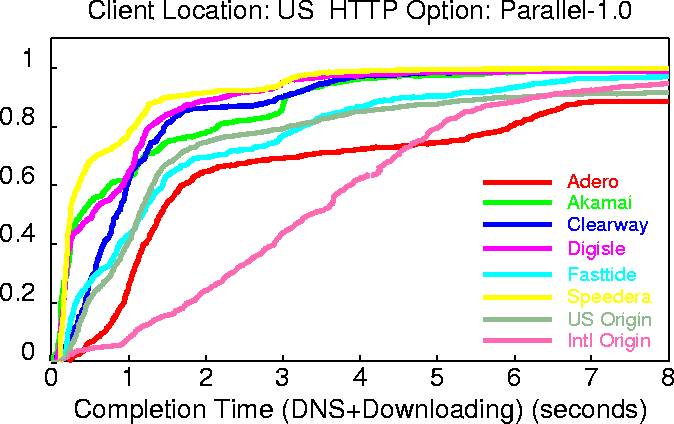 Client Location: US HTTP Option: Parallel-1.0
1
0.8
0.6
0.4
0.2
0
Adero
Akamai
Clearway
Digisle
Fasttide
Speedera
US Origin
Intl Origin
0 1 2 3 4 5 6 7 8
Completion Time (DNS+Downloading) (seconds)